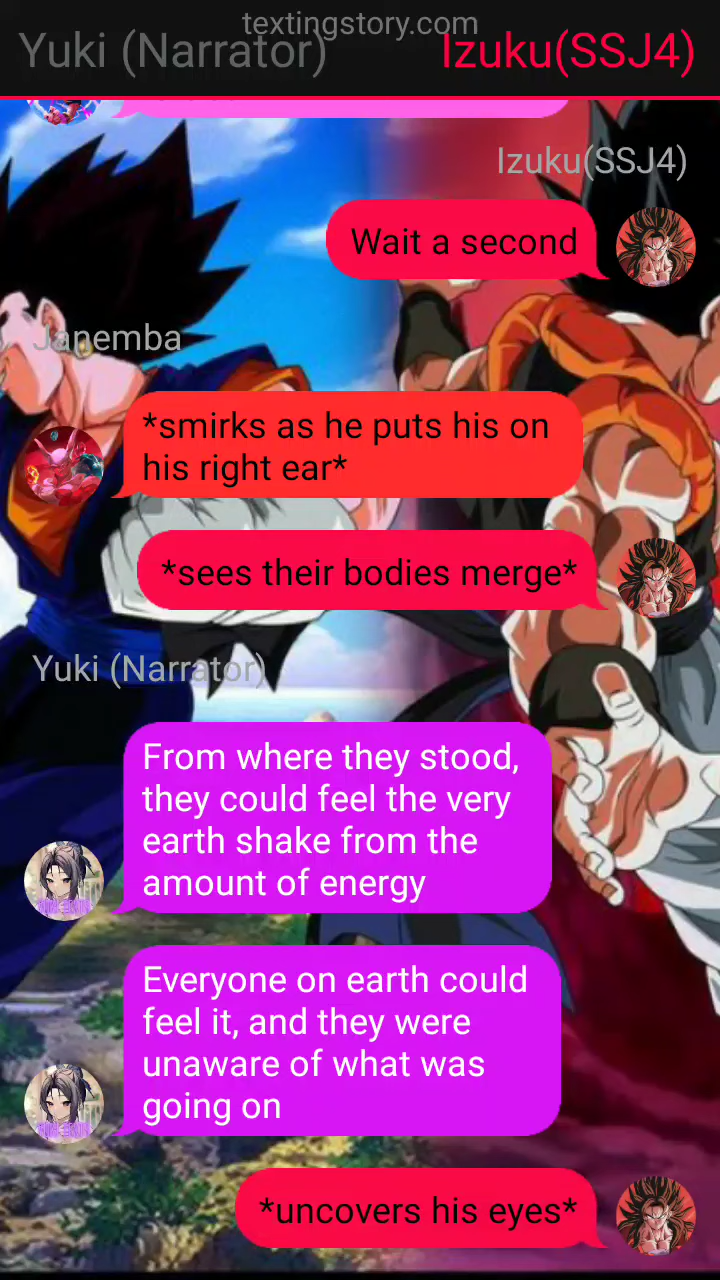 textingstory.com
Yuki (Narrator)
Izuku(SSJ4)
Izuku(SSJ4)
Wait a second
Janemba
*smirks as he puts his on
his right ear*
*sees their bodies merge*
Yuki (Narrator)
From where they stood,
they could feel the very
earth shake from the
amount of energy
Everyone on earth could
feel it, and they were
unaware of what was
going on
*uncovers his eyes*